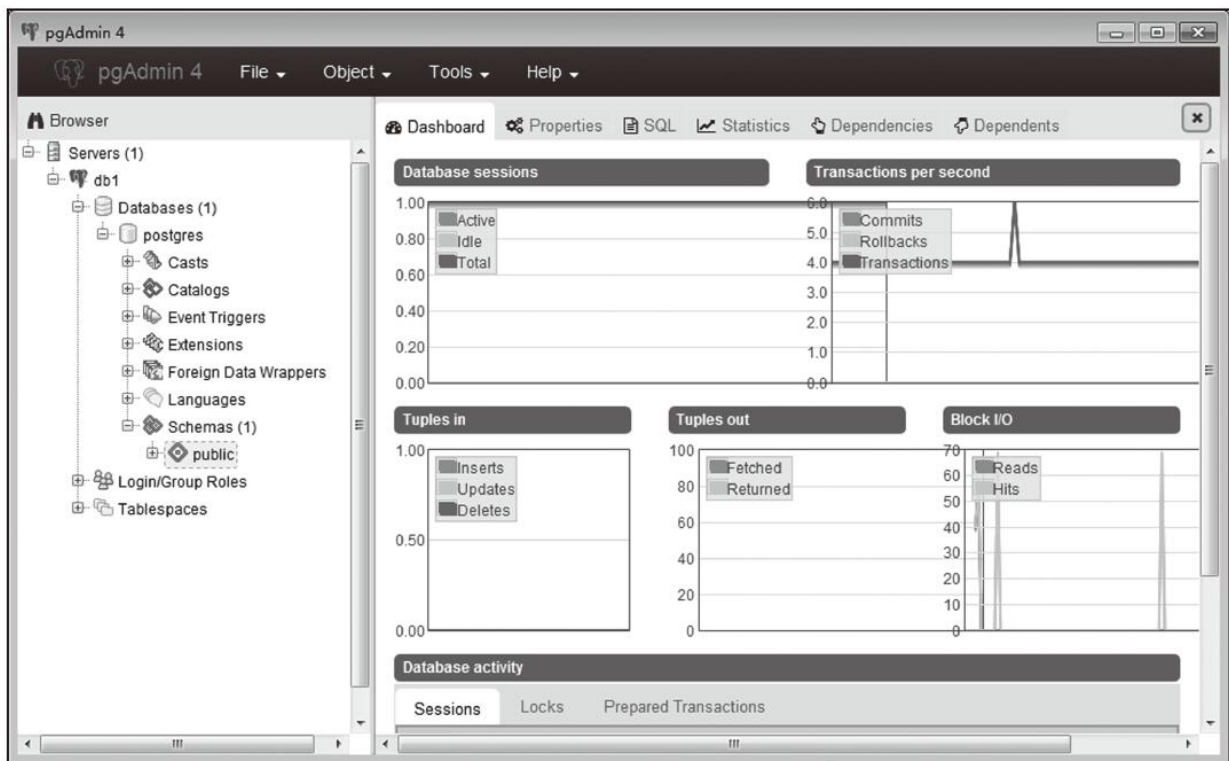 pgAdmin 4
pgAdmin 4 File Object Tools Help
Browser
Servers (1)
db1
Databases (1)
postgres
Casts
Catalogs
Event Triggers
Extensions
Foreign Data Wrappers
Languages
Schemas (1)
public
Login/Group Roles
Tablespaces
Dashboard Properties SQL Statistics Dependencies Dependents
Database sessions
1.00
0.80
0.60
0.40
0.20
0.00
Active
Idle
Total
Transactions per second
6.0
5.0
4.0
3.0
2.0
1.0
0.0
Commits
Rollbacks
Transactions
Tuples in
1.00
0.50
0.00
Inserts
Updates
Deletes
Tuples out
100
80
60
40
20
0
Fetched
Returned
Block I/O
70
60
50
40
30
20
10
0
Reads
Hits
Database activity
Sessions Locks Prepared Transactions